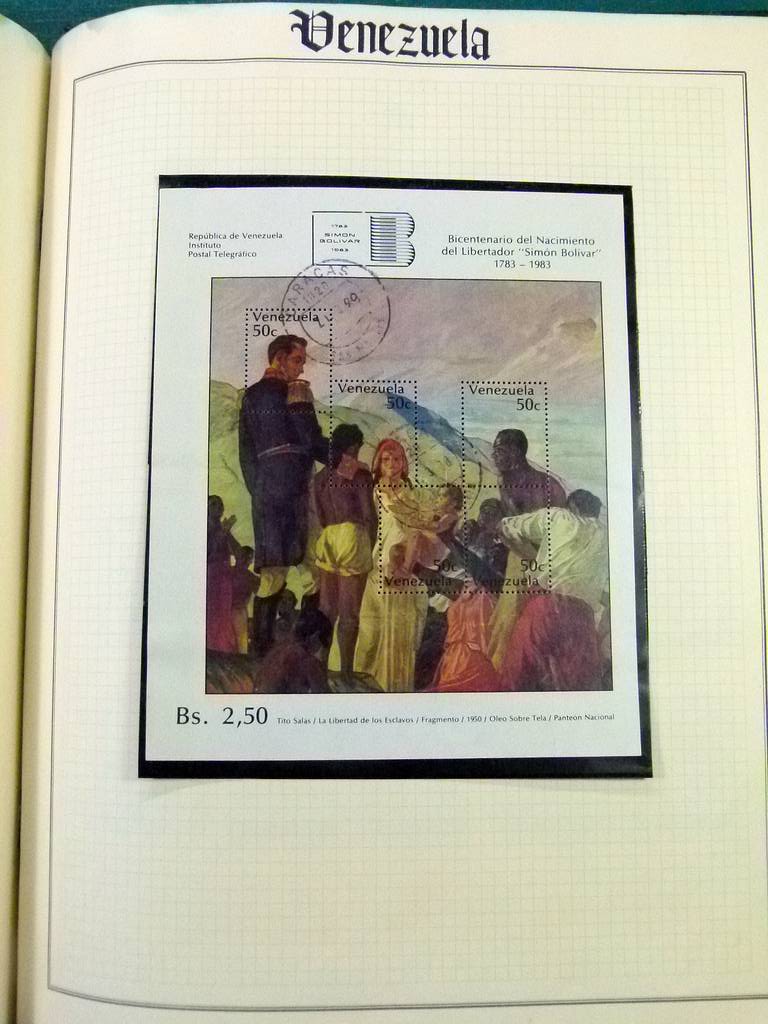 Venezuela
República de Venezuela
Instituto
Postal Telegráfico
1783
SIMON
BOLIVAR
1983
B
Bicentenario del Nacimiento
del Libertador "Simón Bolívar"
1783 – 1983
CARACAS
Venezuela
50c
Venezuela
50c
Venezuela
50c
50c
Venezuela
50c
Venezuela
Bs. 2,50 Tito Salas / La Libertad de los Esclavos / Fragmento / 1950 / Oleo Sobre Tela / Panteon Nacional